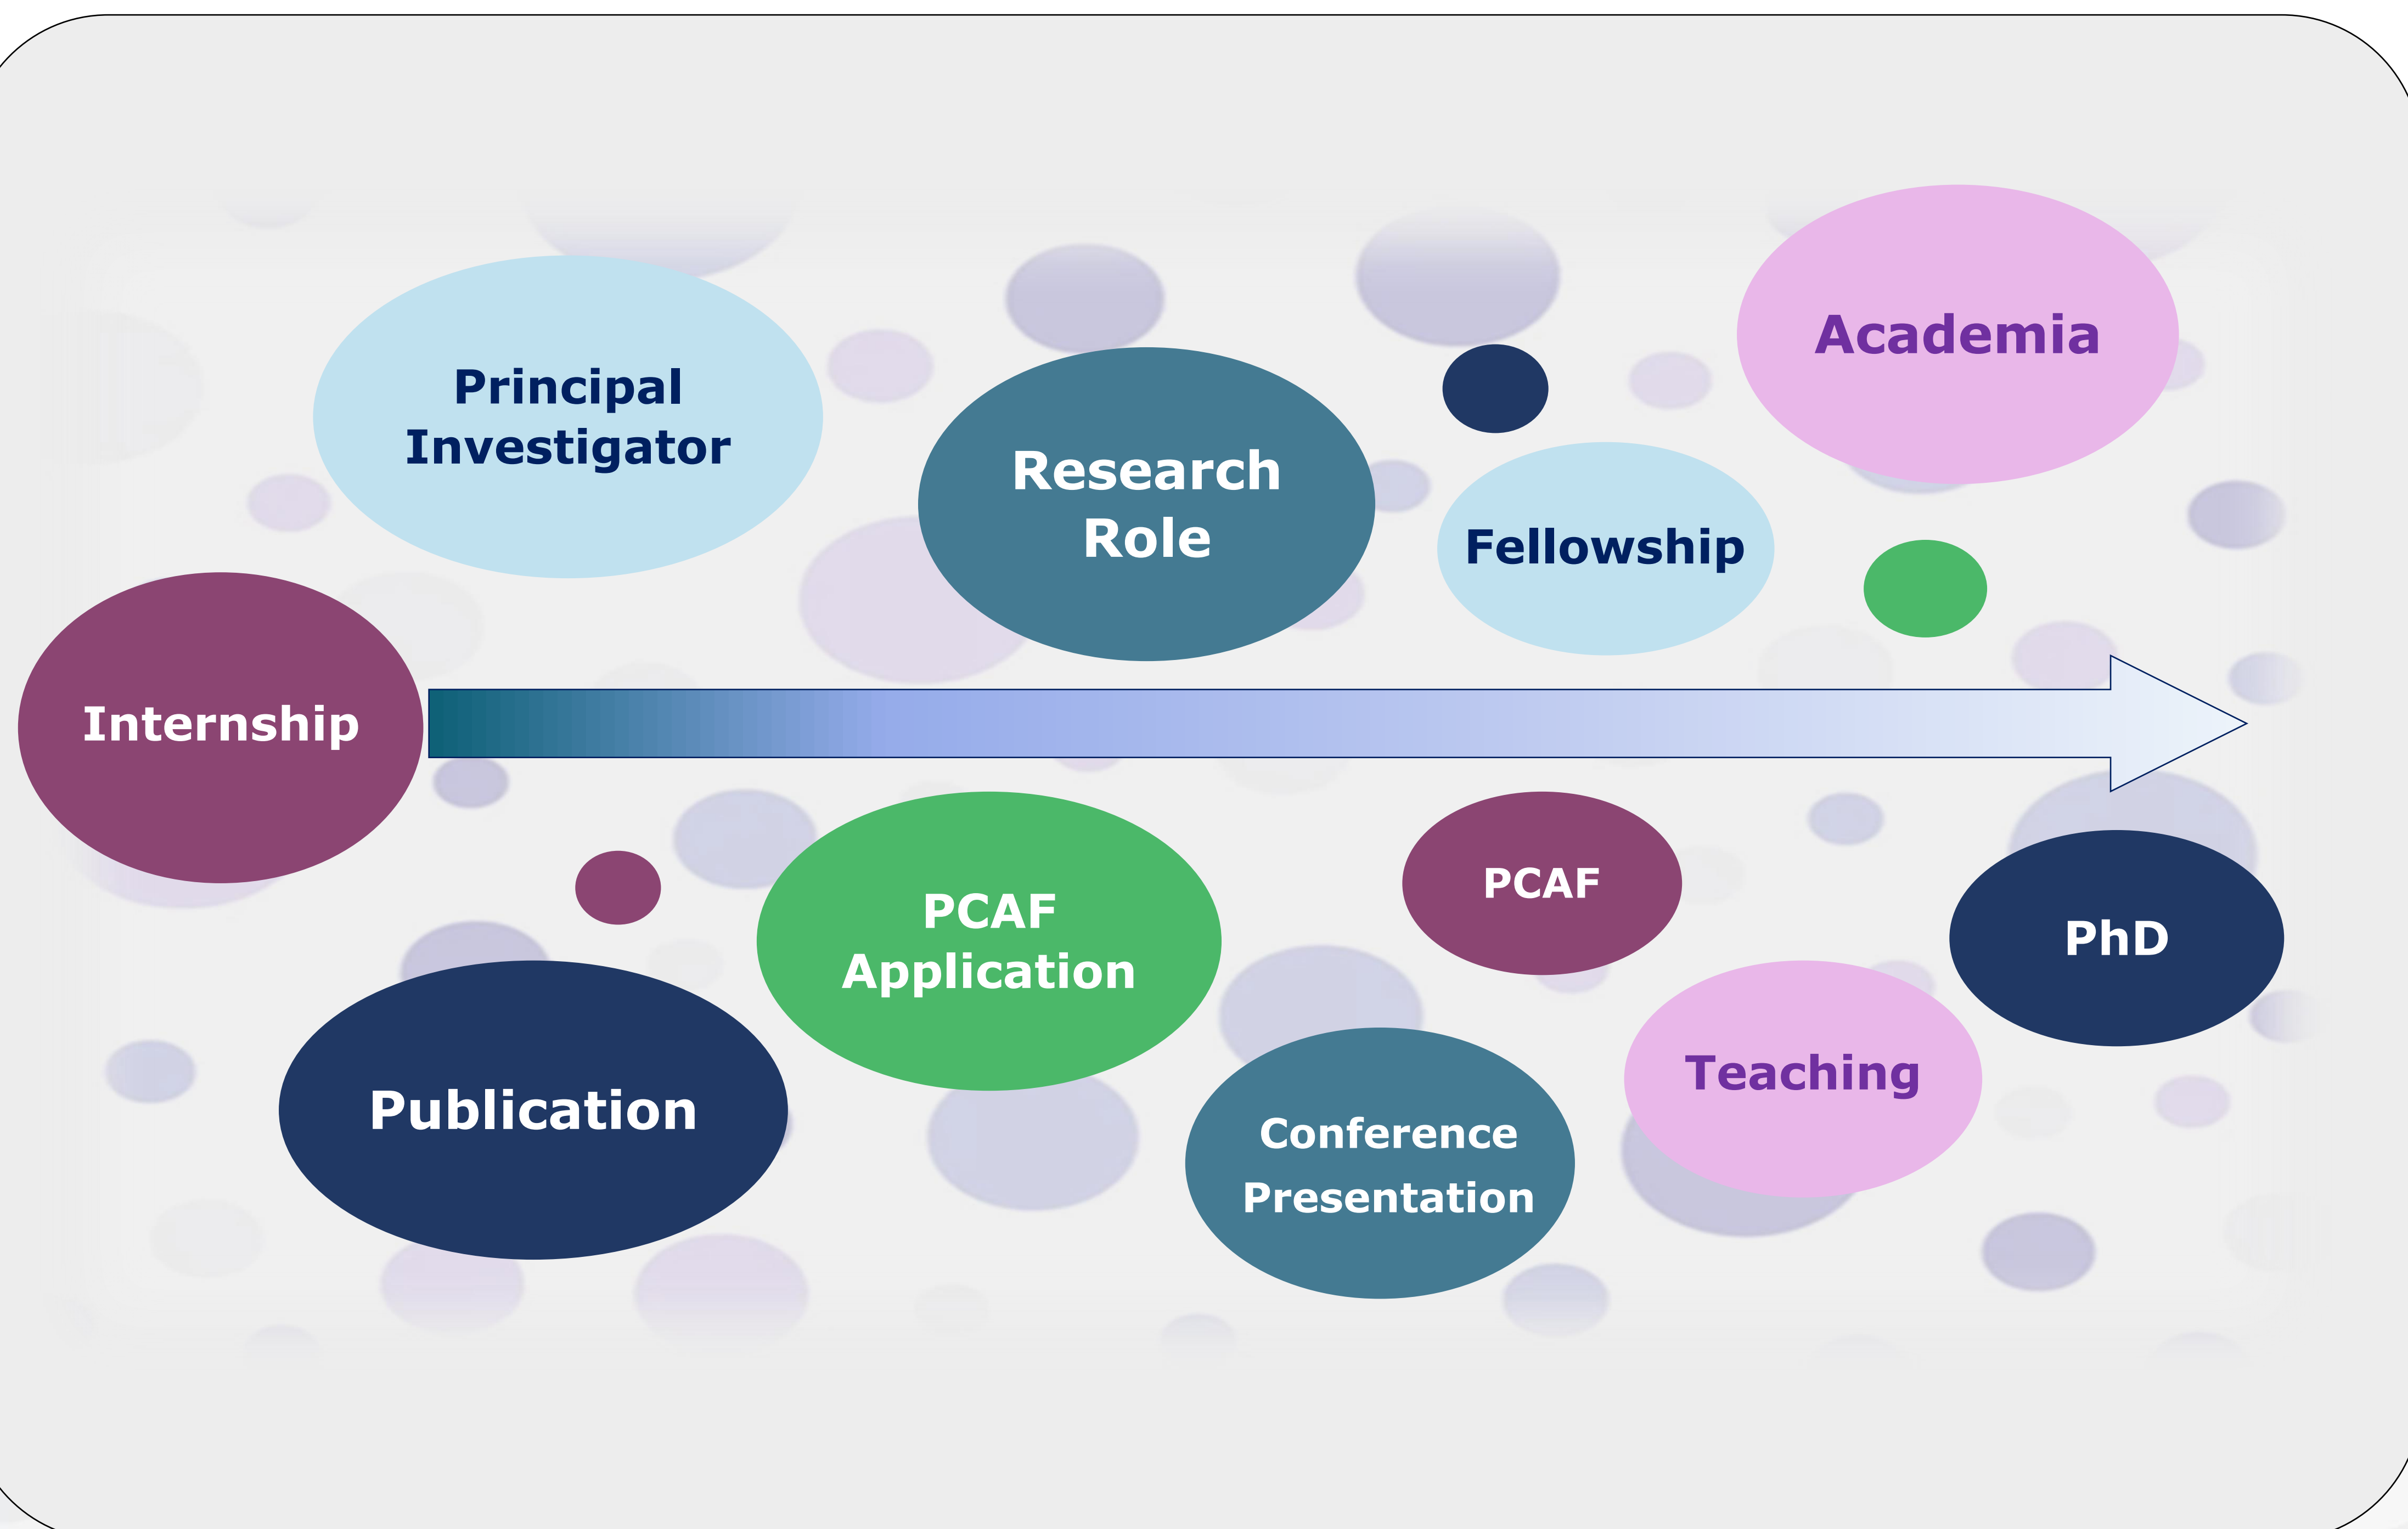 Academia
Principal
Investigator
Research
Role
Fellowship
Internship
PCAF
PCAF
Application
PhD
Teaching
Publication
Conference
Presentation